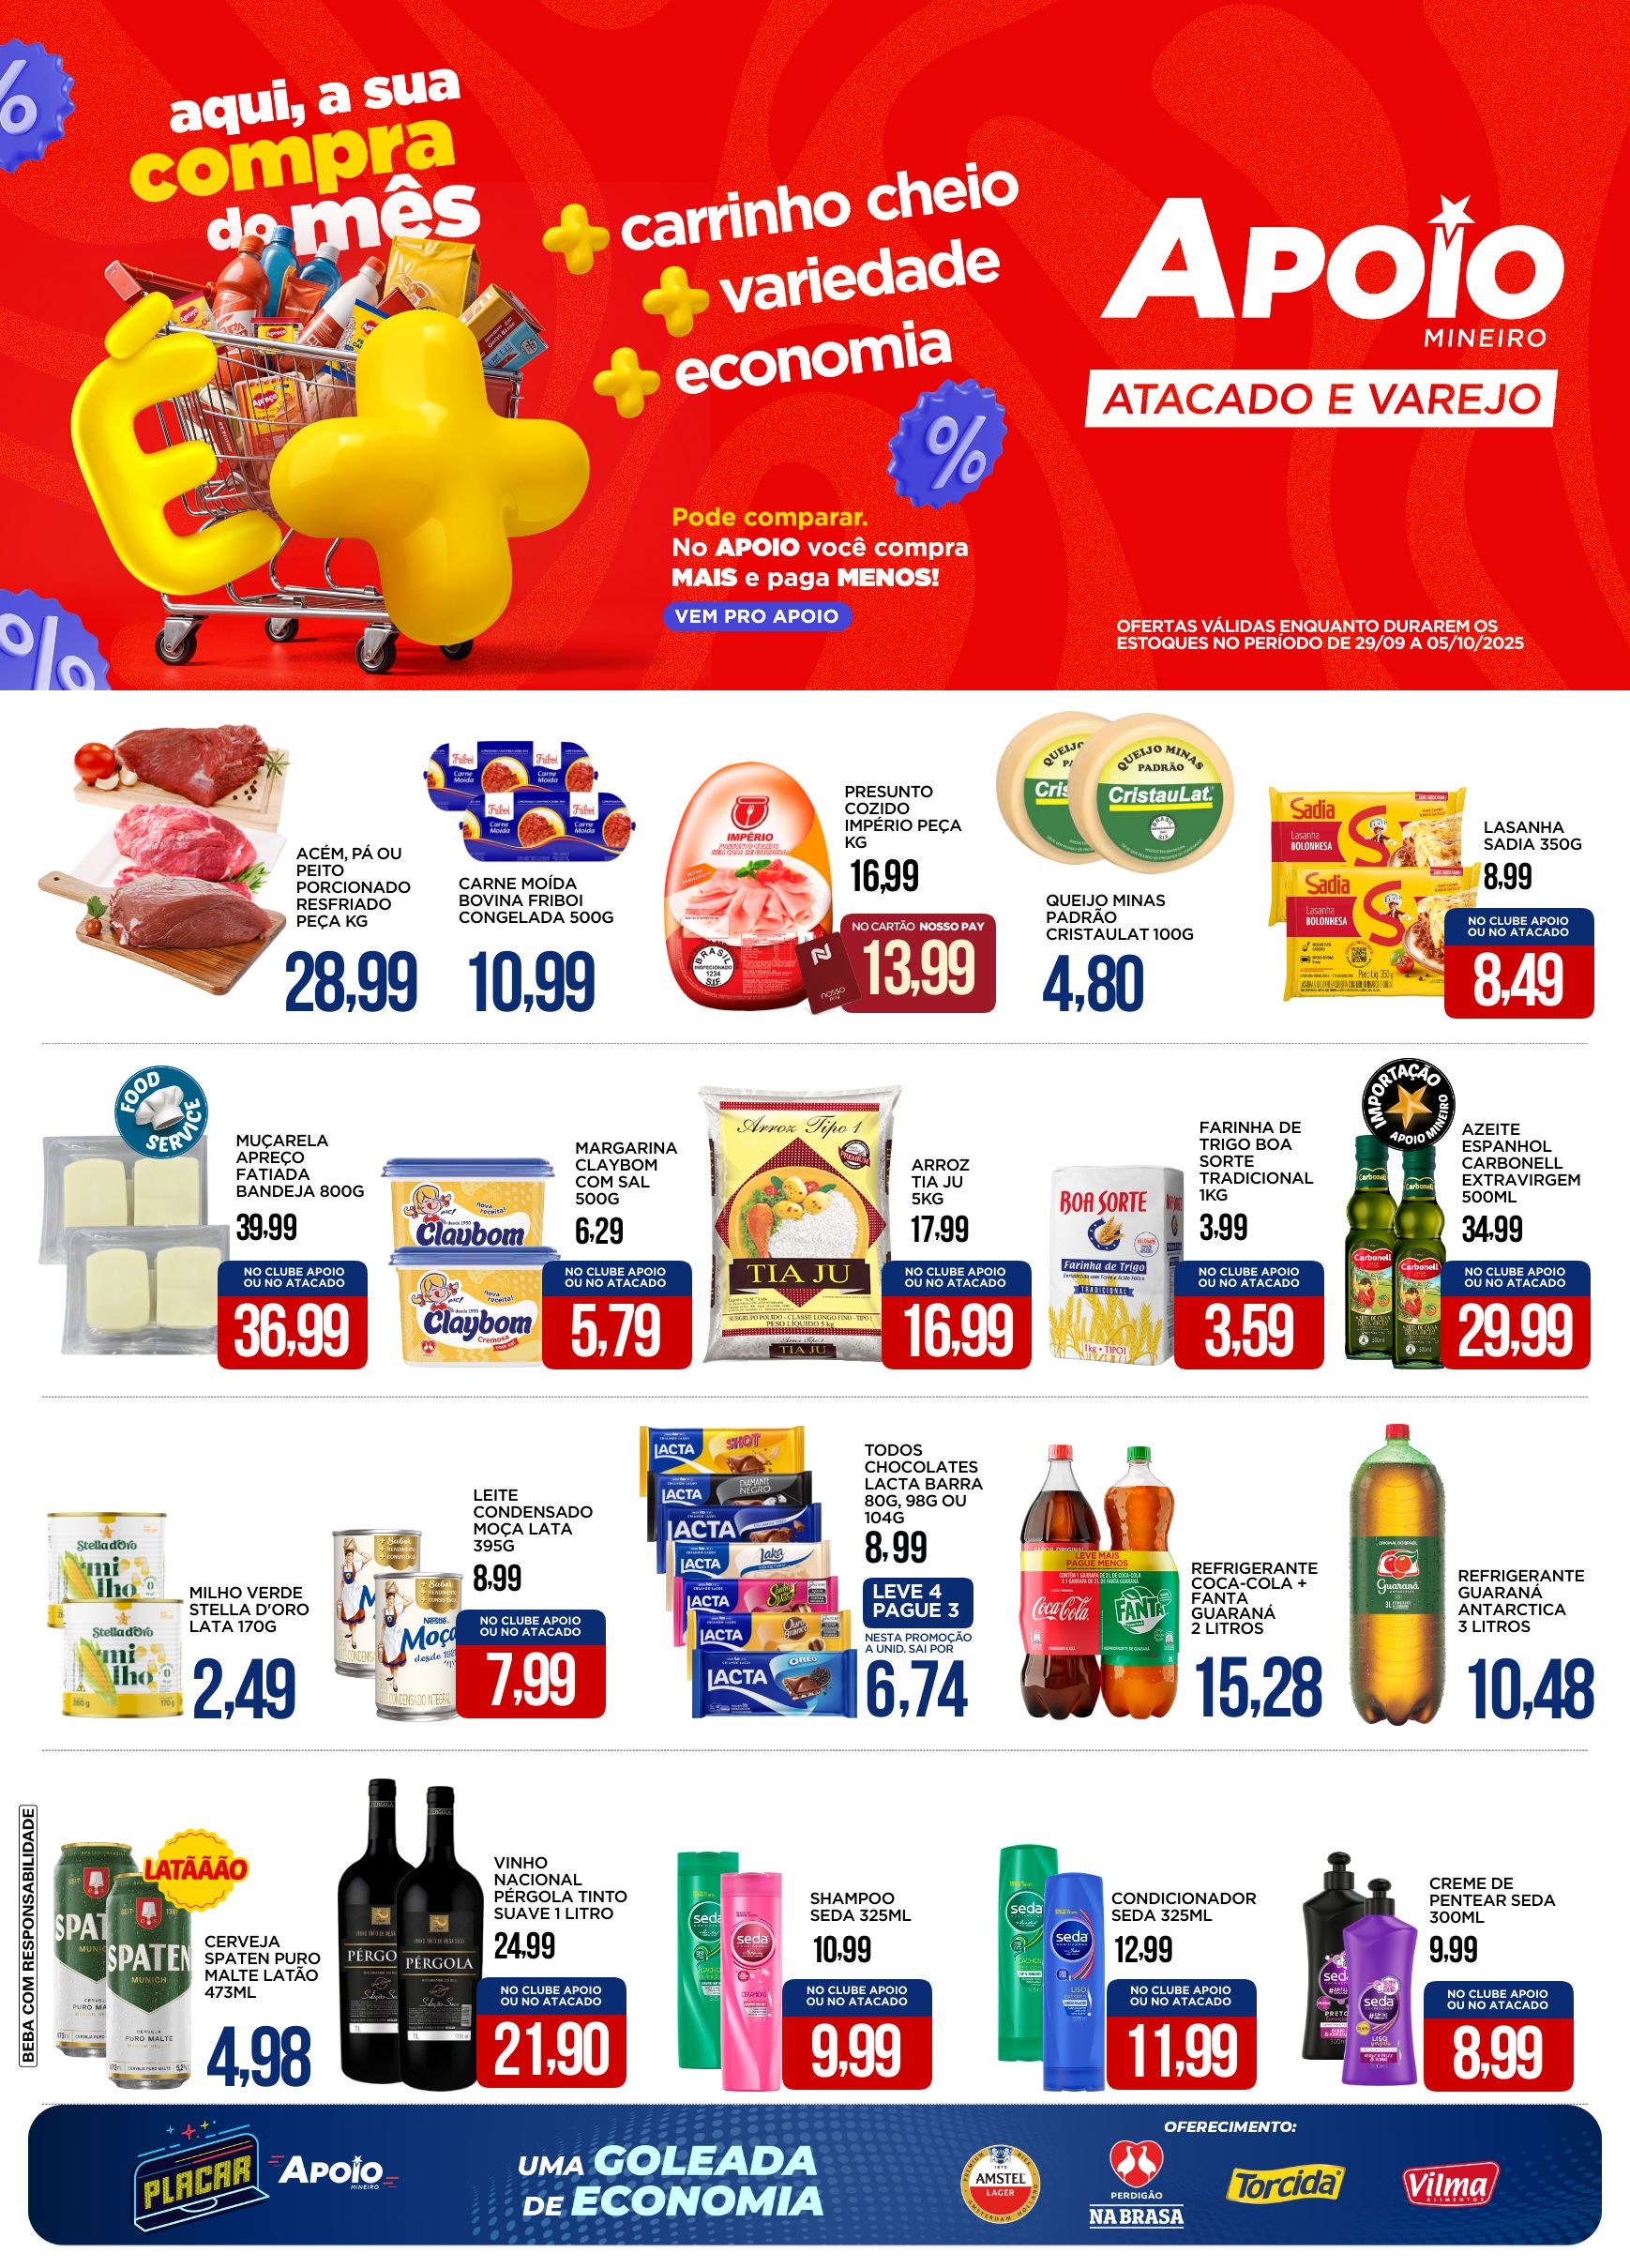 aqui, a sua
compra
do mês
Ê+
+ carrinho cheio
+ variedade
+ economia
APOIO
MINEIRO
ATACADO E VAREJO
Pode comparar.
No APOIO você compra
MAIS e paga MENOS!
VEM PRO APOIO
OFERTAS VÁLIDAS ENQUANTO DURAREM OS
ESTOQUES NO PERÍODO DE 29/09 A 05/10/2025
ACÉM, PÁ OU
PEITO
PORCIONADO
RESFRIADO
PEÇA KG
28,99
CARNE MOÍDA
BOVINA FRIBOI
CONGELADA 500G
10,99
PRESUNTO
COZIDO
IMPÉRIO PEÇA
KG
16,99
NO CARTÃO NOSSO PAY
13,99
QUEIJO MINAS
PADRÃO
CRISTAULAT 100G
4,80
LASANHA
SADIA 350G
8,99
NO CLUBE APOIO
OU NO ATACADO
8,49
FOOD
SERVICE
MUÇARELA
APREÇO
FATIADA
BANDEJA 800G
39,99
NO CLUBE APOIO
OU NO ATACADO
36,99
MARGARINA
CLAYBOM
COM SAL
500G
6,29
NO CLUBE APOIO
OU NO ATACADO
5,79
ARROZ
TIA JU
5KG
17,99
NO CLUBE APOIO
OU NO ATACADO
16,99
FARINHA DE
TRIGO BOA
SORTE
TRADICIONAL
1KG
3,99
NO CLUBE APOIO
OU NO ATACADO
3,59
IMPORTAÇÃO
APOIO MINEIRO
AZEITE
ESPANHOL
CARBONELL
EXTRAVIRGEM
500ML
34,99
NO CLUBE APOIO
OU NO ATACADO
29,99
MILHO VERDE
STELLA D'ORO
LATA 170G
2,49
LEITE
CONDENSADO
MOÇA LATA
395G
8,99
NO CLUBE APOIO
OU NO ATACADO
7,99
TODOS
CHOCOLATES
LACTA BARRA
80G, 98G OU
104G
8,99
LEVE 4
PAGUE 3
NESTA PROMOÇÃO
A UNID. SAI POR
6,74
LEVE MAIS
PAGUE MENOS
REFRIGERANTE
COCA-COLA +
FANTA
GUARANÁ
2 LITROS
15,28
REFRIGERANTE
GUARANÁ
ANTARCTICA
3 LITROS
10,48
BEBA COM RESPONSABILIDADE
LATÃÃÃO
CERVEJA
SPATEN PURO
MALTE LATÃO
473ML
4,98
VINHO
NACIONAL
PÉRGOLA TINTO
SUAVE 1 LITRO
24,99
NO CLUBE APOIO
OU NO ATACADO
21,90
SHAMPOO
SEDA 325ML
10,99
NO CLUBE APOIO
OU NO ATACADO
9,99
CONDICIONADOR
SEDA 325ML
12,99
NO CLUBE APOIO
OU NO ATACADO
11,99
CREME DE
PENTEAR SEDA
300ML
9,99
NO CLUBE APOIO
OU NO ATACADO
8,99
PLACAR
APOIO
MINEIRO
UMA GOLEADA
DE ECONOMIA
OFERECIMENTO:
AMSTEL
LAGER
PERDIGÃO
NA BRASA
Torcida
Vilma
ALIMENTOS